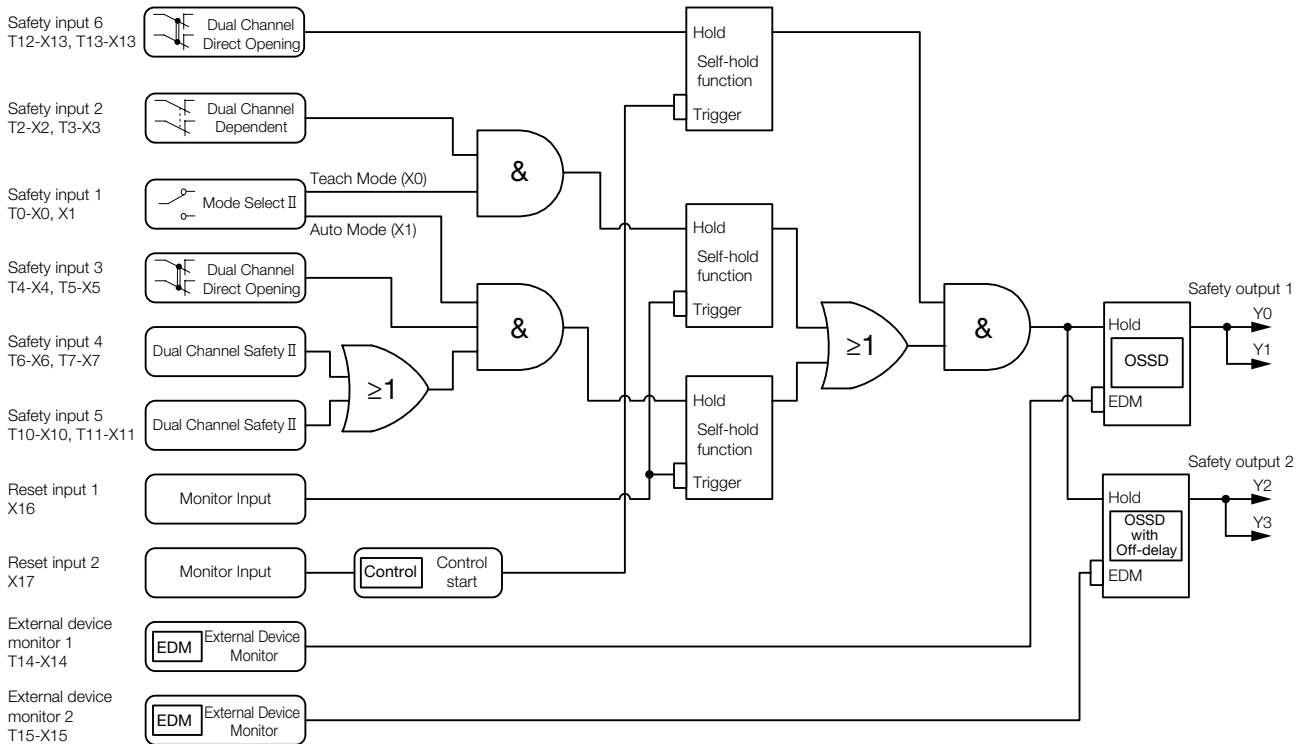 Safety input 6
T12-X13, T13-X13
Dual Channel
Direct Opening
Hold
Self-hold
function
Trigger
Safety input 2
T2-X2, T3-X3
Dual Channel
Dependent
&
Safety input 1
T0-X0, X1
Mode Select II
Teach Mode (X0)
Auto Mode (X1)
Hold
Self-hold
function
Trigger
Safety input 3
T4-X4, T5-X5
Dual Channel
Direct Opening
&
≥1
&
Safety output 1
Hold
OSSD
EDM
Y0
Y1
Safety input 4
T6-X6, T7-X7
Dual Channel Safety II
≥1
Safety input 5
T10-X10, T11-X11
Dual Channel Safety II
Hold
Self-hold
function
Trigger
Reset input 1
X16
Monitor Input
Safety output 2
Hold
OSSD
with
Off-delay
EDM
Y2
Y3
Reset input 2
X17
Monitor Input
Control
Control
start
External device
monitor 1
T14-X14
EDM
External Device
Monitor
External device
monitor 2
T15-X15
EDM
External Device
Monitor